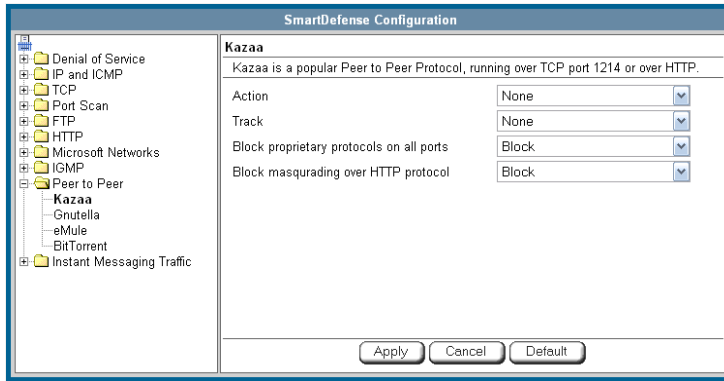 SmartDefense Configuration
Denial of Service
IP and ICMP
TCP
Port Scan
FTP
HTTP
Microsoft Networks
IGMP
Peer to Peer
Kazaa
Gnutella
eMule
BitTorrent
Instant Messaging Traffic
Kazaa
Kazaa is a popular Peer to Peer Protocol, running over TCP port 1214 or over HTTP.
Action None
Track None
Block proprietary protocols on all ports Block
Block masqurading over HTTP protocol Block
Apply Cancel Default